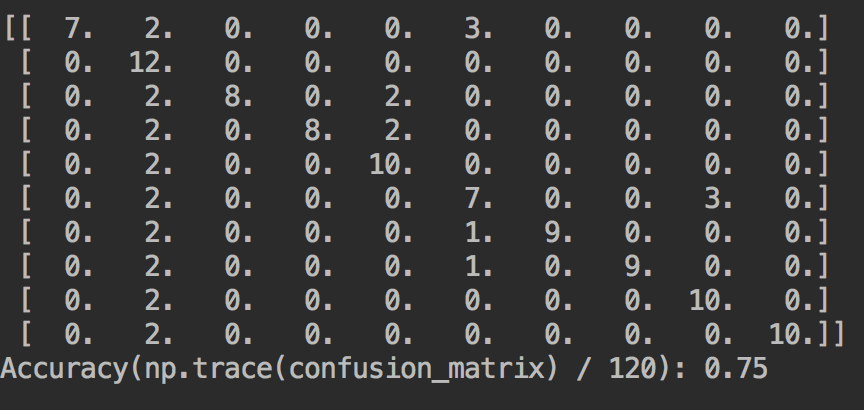 [[  7.   2.   0.   0.   0.   3.   0.   0.   0.   0.]
 [  0.  12.   0.   0.   0.   0.   0.   0.   0.   0.]
 [  0.   2.   8.   0.   2.   0.   0.   0.   0.   0.]
 [  0.   2.   0.   8.   2.   0.   0.   0.   0.   0.]
 [  0.   2.   0.   0.  10.   0.   0.   0.   0.   0.]
 [  0.   2.   0.   0.   0.   7.   0.   0.   3.   0.]
 [  0.   2.   0.   0.   0.   1.   9.   0.   0.   0.]
 [  0.   2.   0.   0.   0.   1.   0.   9.   0.   0.]
 [  0.   2.   0.   0.   0.   0.   0.   0.  10.   0.]
 [  0.   2.   0.   0.   0.   0.   0.   0.   0.  10.]]
Accuracy(np.trace(confusion_matrix) / 120): 0.75